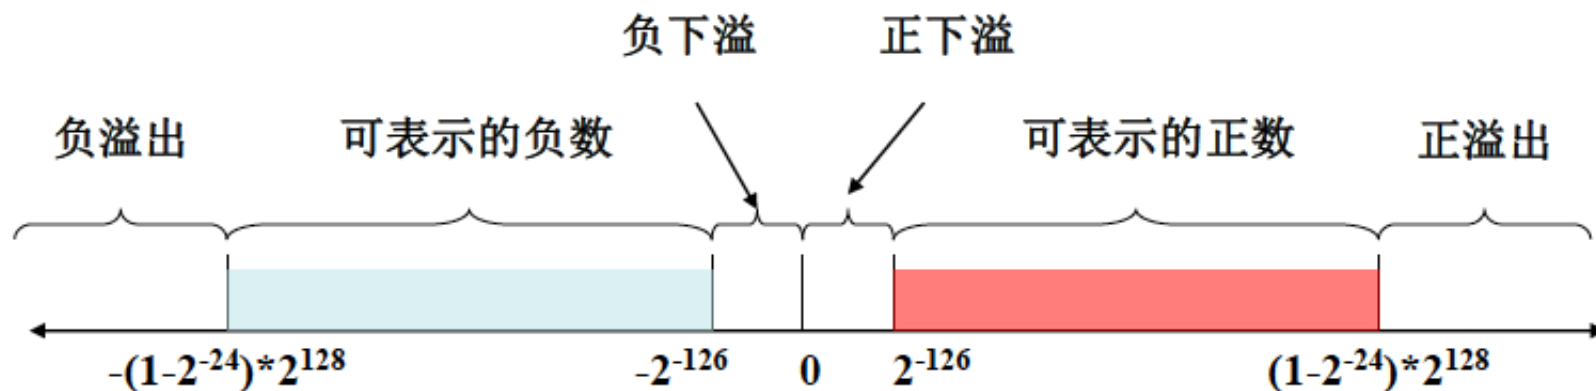 负下溢 正下溢
负溢出 可表示的负数 可表示的正数 正溢出
-(1-2⁻²⁴)*2¹²⁸ -2⁻¹²⁶ 0 2⁻¹²⁶ (1-2⁻²⁴)*2¹²⁸